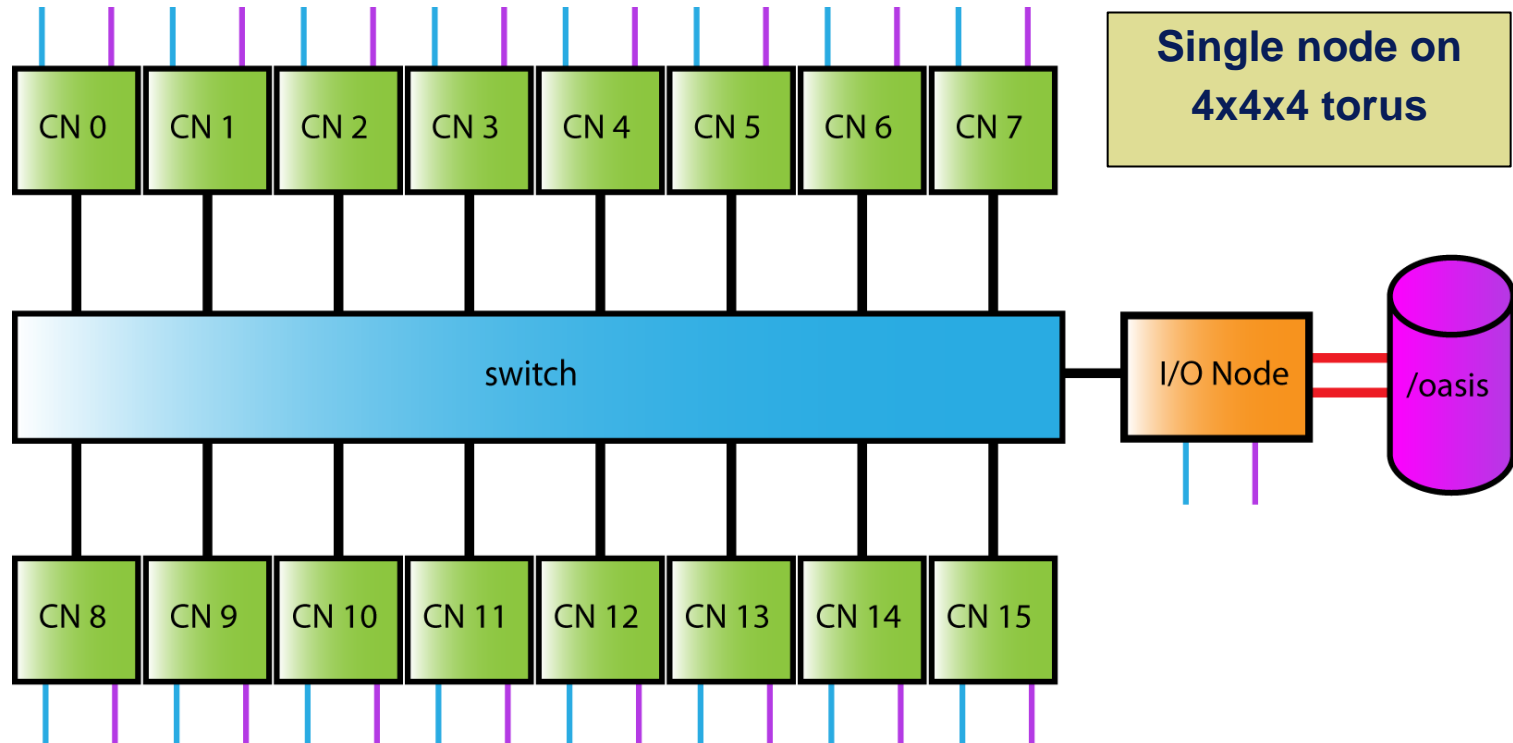 Single node on
4x4x4 torus
CN 0
CN 1
CN 2
CN 3
CN 4
CN 5
CN 6
CN 7
switch
I/O Node
/oasis
CN 8
CN 9
CN 10
CN 11
CN 12
CN 13
CN 14
CN 15